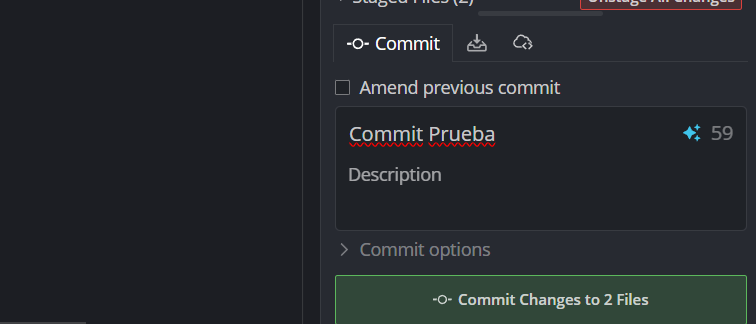 Staged Files (2)
Unstage All Changes
Commit
Amend previous commit
Commit Prueba
59
Description
Commit options
Commit Changes to 2 Files